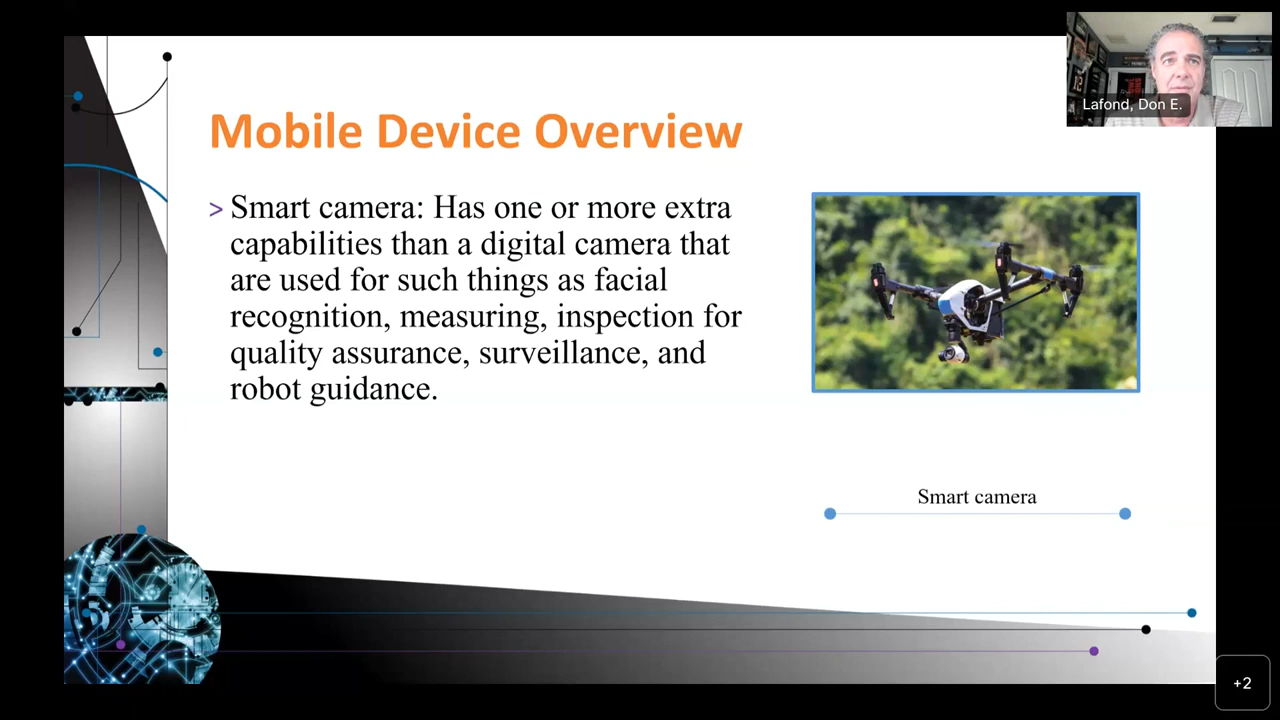 Lafond, Don E.
Mobile Device Overview
> Smart camera: Has one or more extra
capabilities than a digital camera that
are used for such things as facial
recognition, measuring, inspection for
quality assurance, surveillance, and
robot guidance.
Smart camera
+2